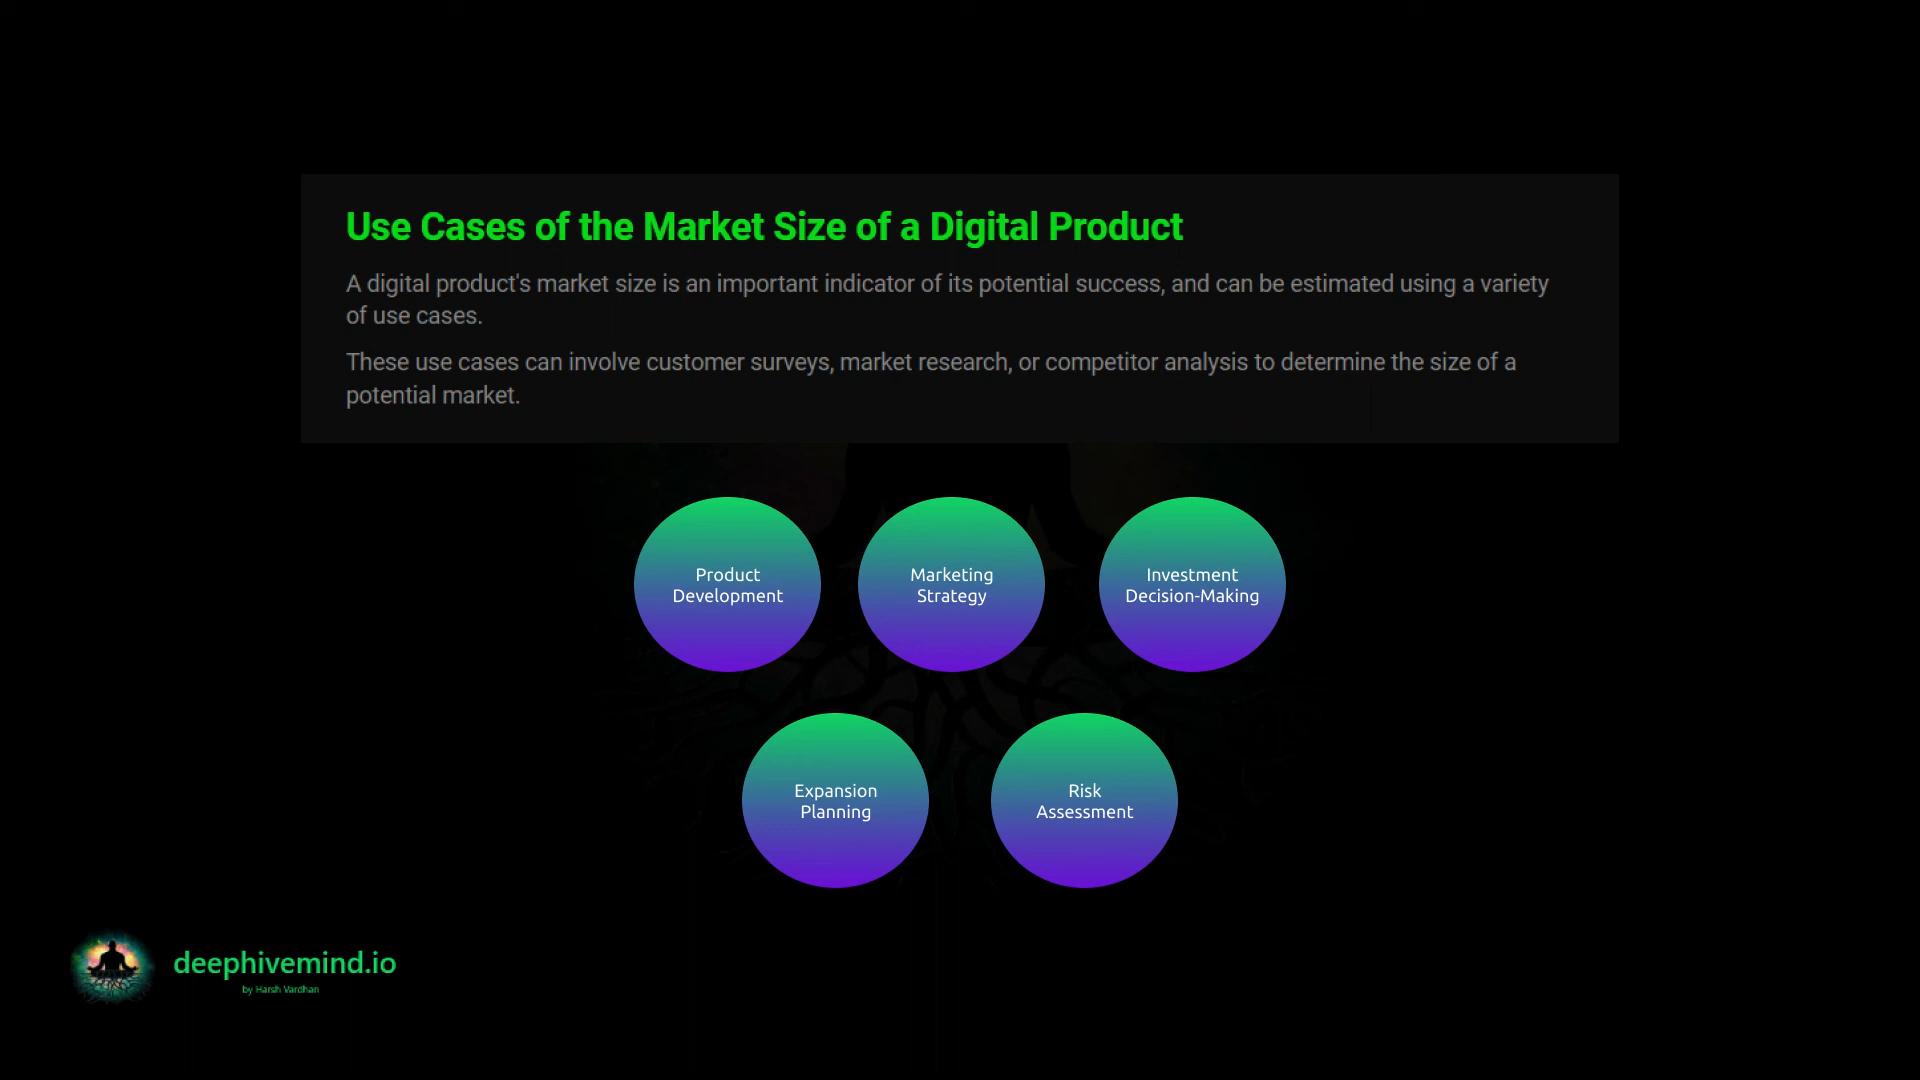 Use Cases of the Market Size of a Digital Product
A digital product's market size is an important indicator of its potential success, and can be estimated using a variety
of use cases.
These use cases can involve customer surveys, market research, or competitor analysis to determine the size of a
potential market.
Product
Development
Marketing
Strategy
Investment
Decision-Making
Expansion
Planning
Risk
Assessment
deephivemind.io
by Harsh Vardhan